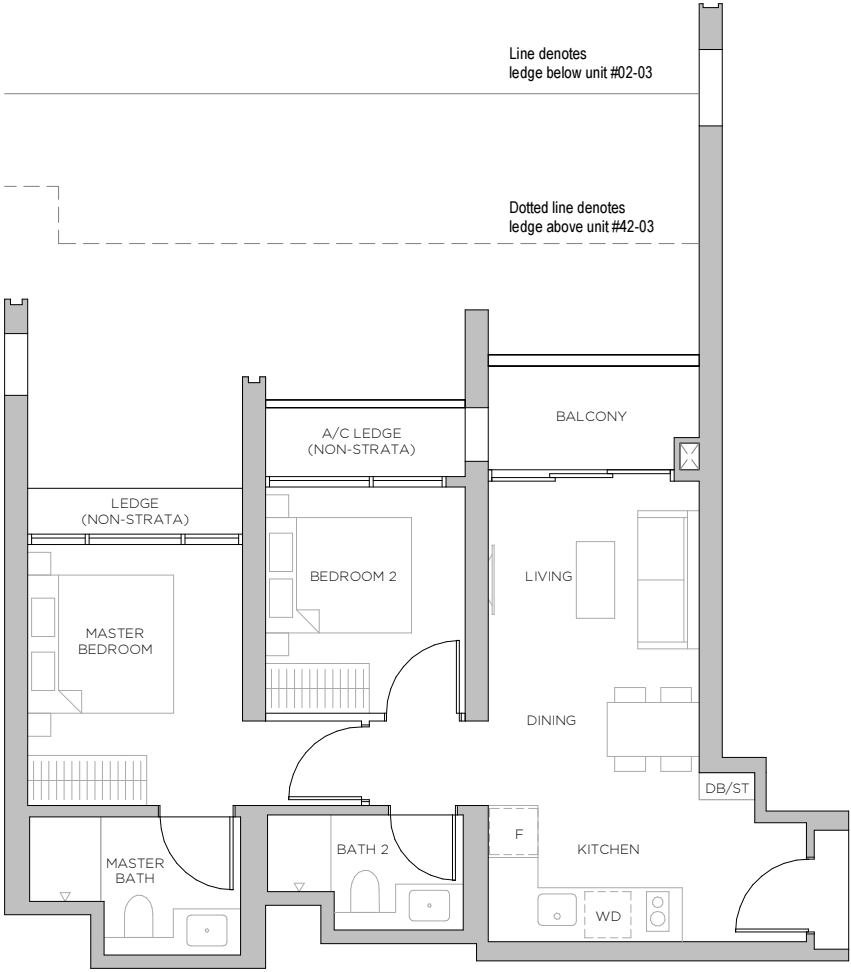 Line denotes
ledge below unit #02-03
Dotted line denotes
ledge above unit #42-03
BALCONY
A/C LEDGE
(NON-STRATA)
LEDGE
(NON-STRATA)
BEDROOM 2
LIVING
MASTER
BEDROOM
DINING
DB/ST
F
KITCHEN
BATH 2
MASTER
BATH
WD